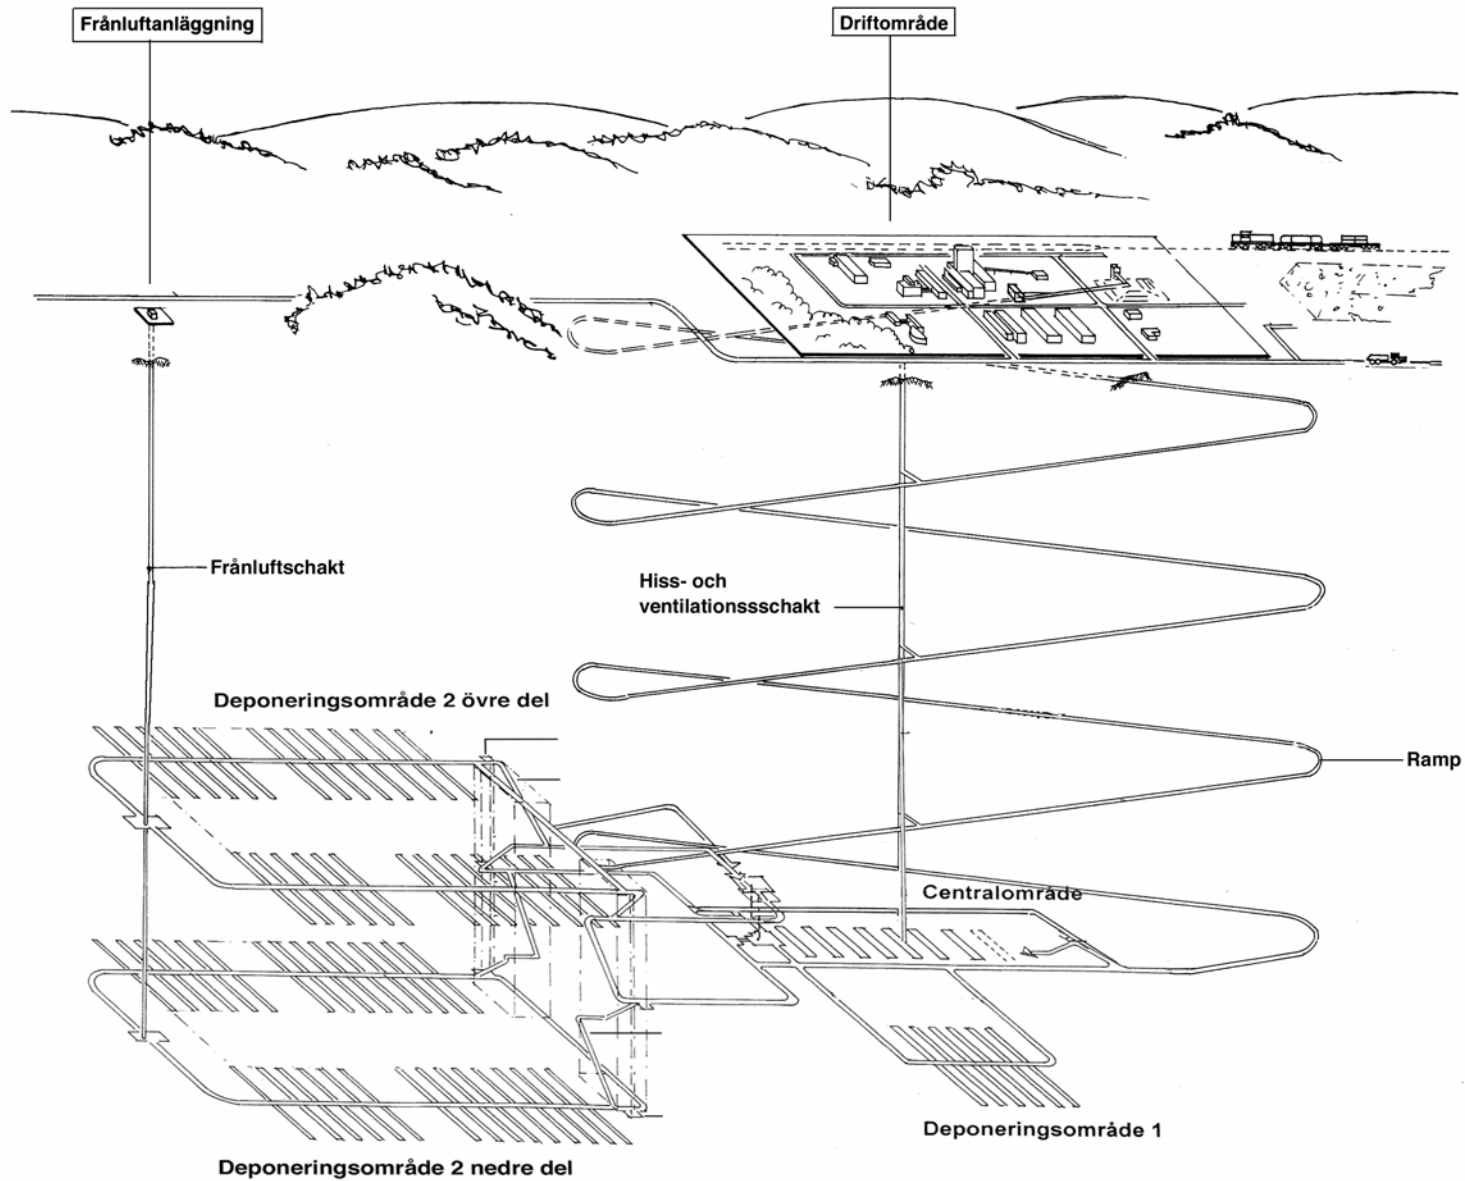 Frånluftanläggning
Driftområde
Frånluftschakt
Hiss- och
ventilationssschakt
Deponeringsområde 2 övre del
Ramp
Centralområde
Deponeringsområde 1
Deponeringsområde 2 nedre del